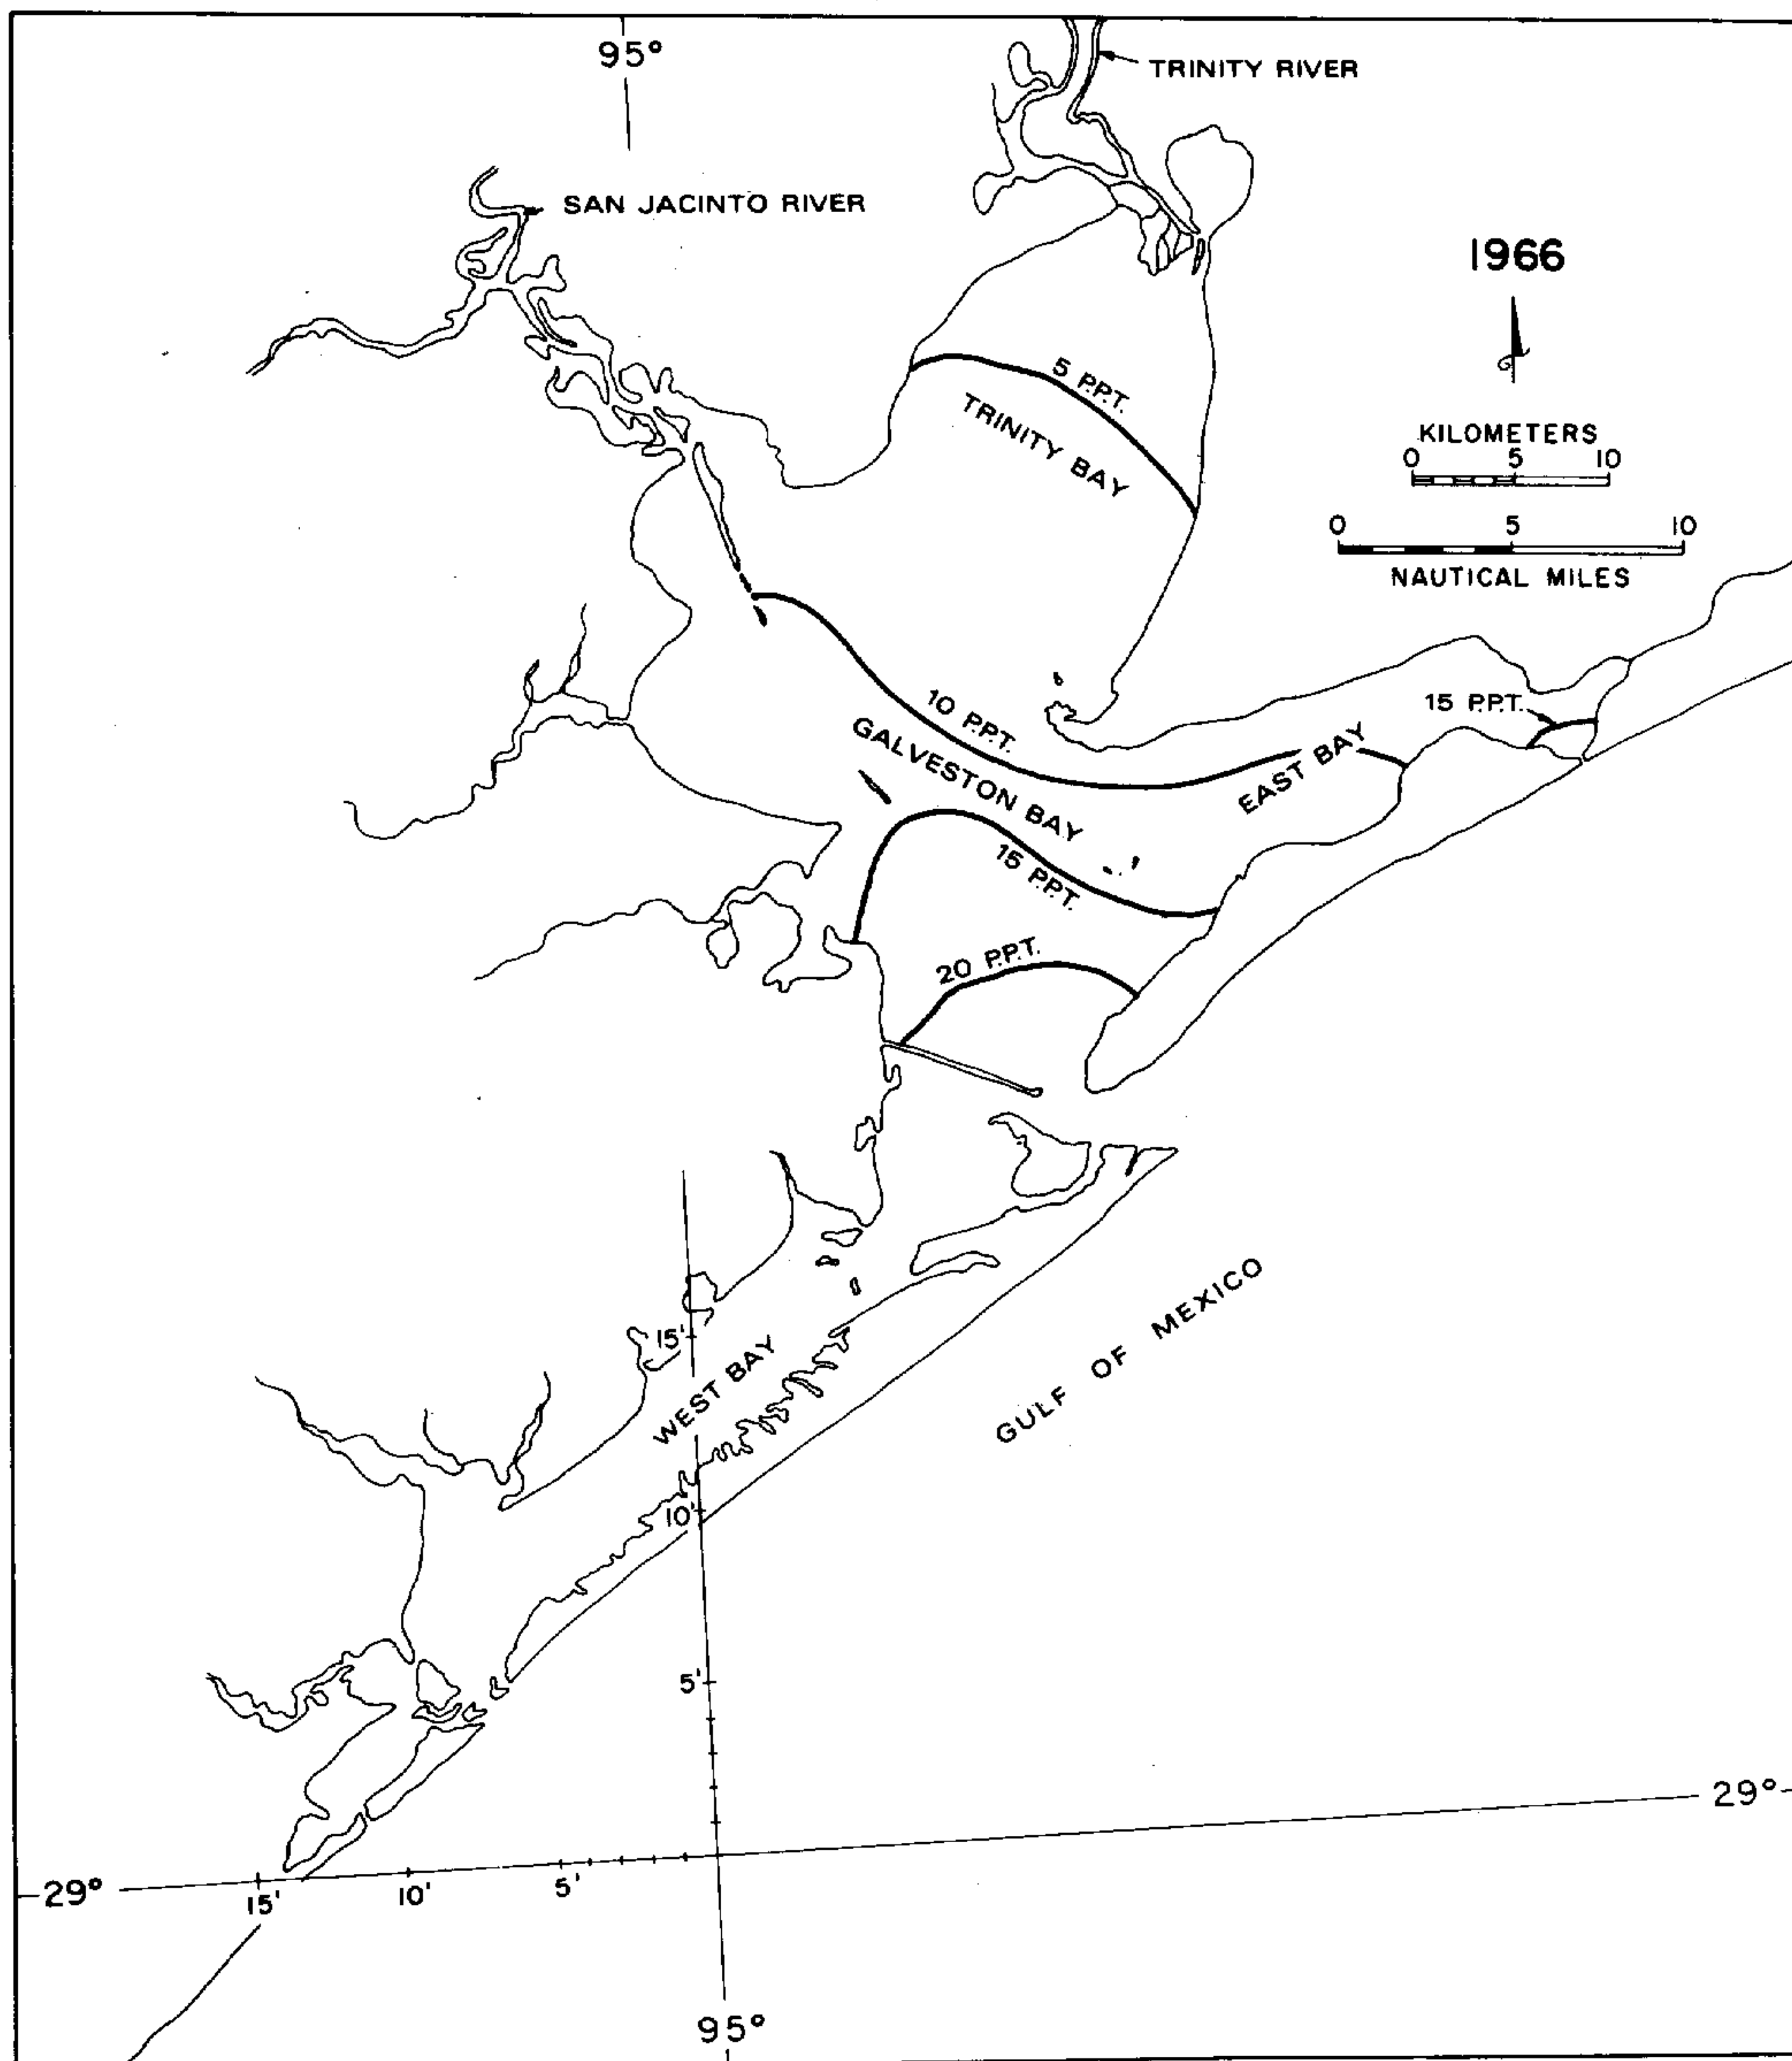 95°
TRINITY RIVER
SAN JACINTO RIVER
1966
5 P.P.T.
TRINITY BAY
KILOMETERS
0 5 10
0 5 10
NAUTICAL MILES
15 P.P.T.
10 P.P.T.
GALVESTON BAY
EAST BAY
15 P.P.T.
20 P.P.T.
GULF OF MEXICO
15'
WEST BAY
10'
5'
29°
29°
15' 10' 5'
95°